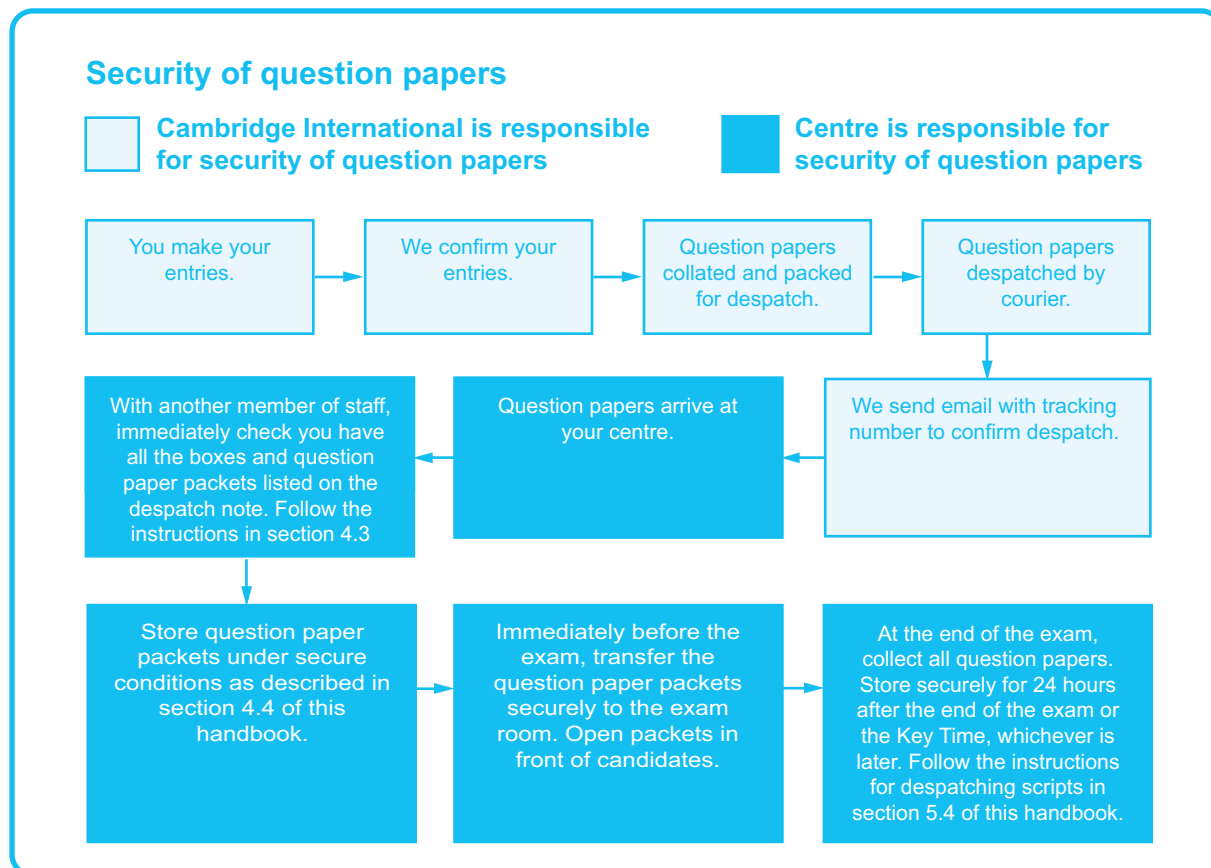 Security of question papers
Cambridge International is responsible
for security of question papers
Centre is responsible for
security of question papers
You make your
entries.
We confirm your
entries.
Question papers
collated and packed
for despatch.
Question papers
despatched by
courier.
We send email with tracking
number to confirm despatch.
Question papers arrive at
your centre.
With another member of staff,
immediately check you have
all the boxes and question
paper packets listed on the
despatch note. Follow the
instructions in section 4.3
Store question paper
packets under secure
conditions as described in
section 4.4 of this
handbook.
Immediately before the
exam, transfer the
question paper packets
securely to the exam
room. Open packets in
front of candidates.
At the end of the exam,
collect all question papers.
Store securely for 24 hours
after the end of the exam or
the Key Time, whichever is
later. Follow the instructions
for despatching scripts in
section 5.4 of this handbook.